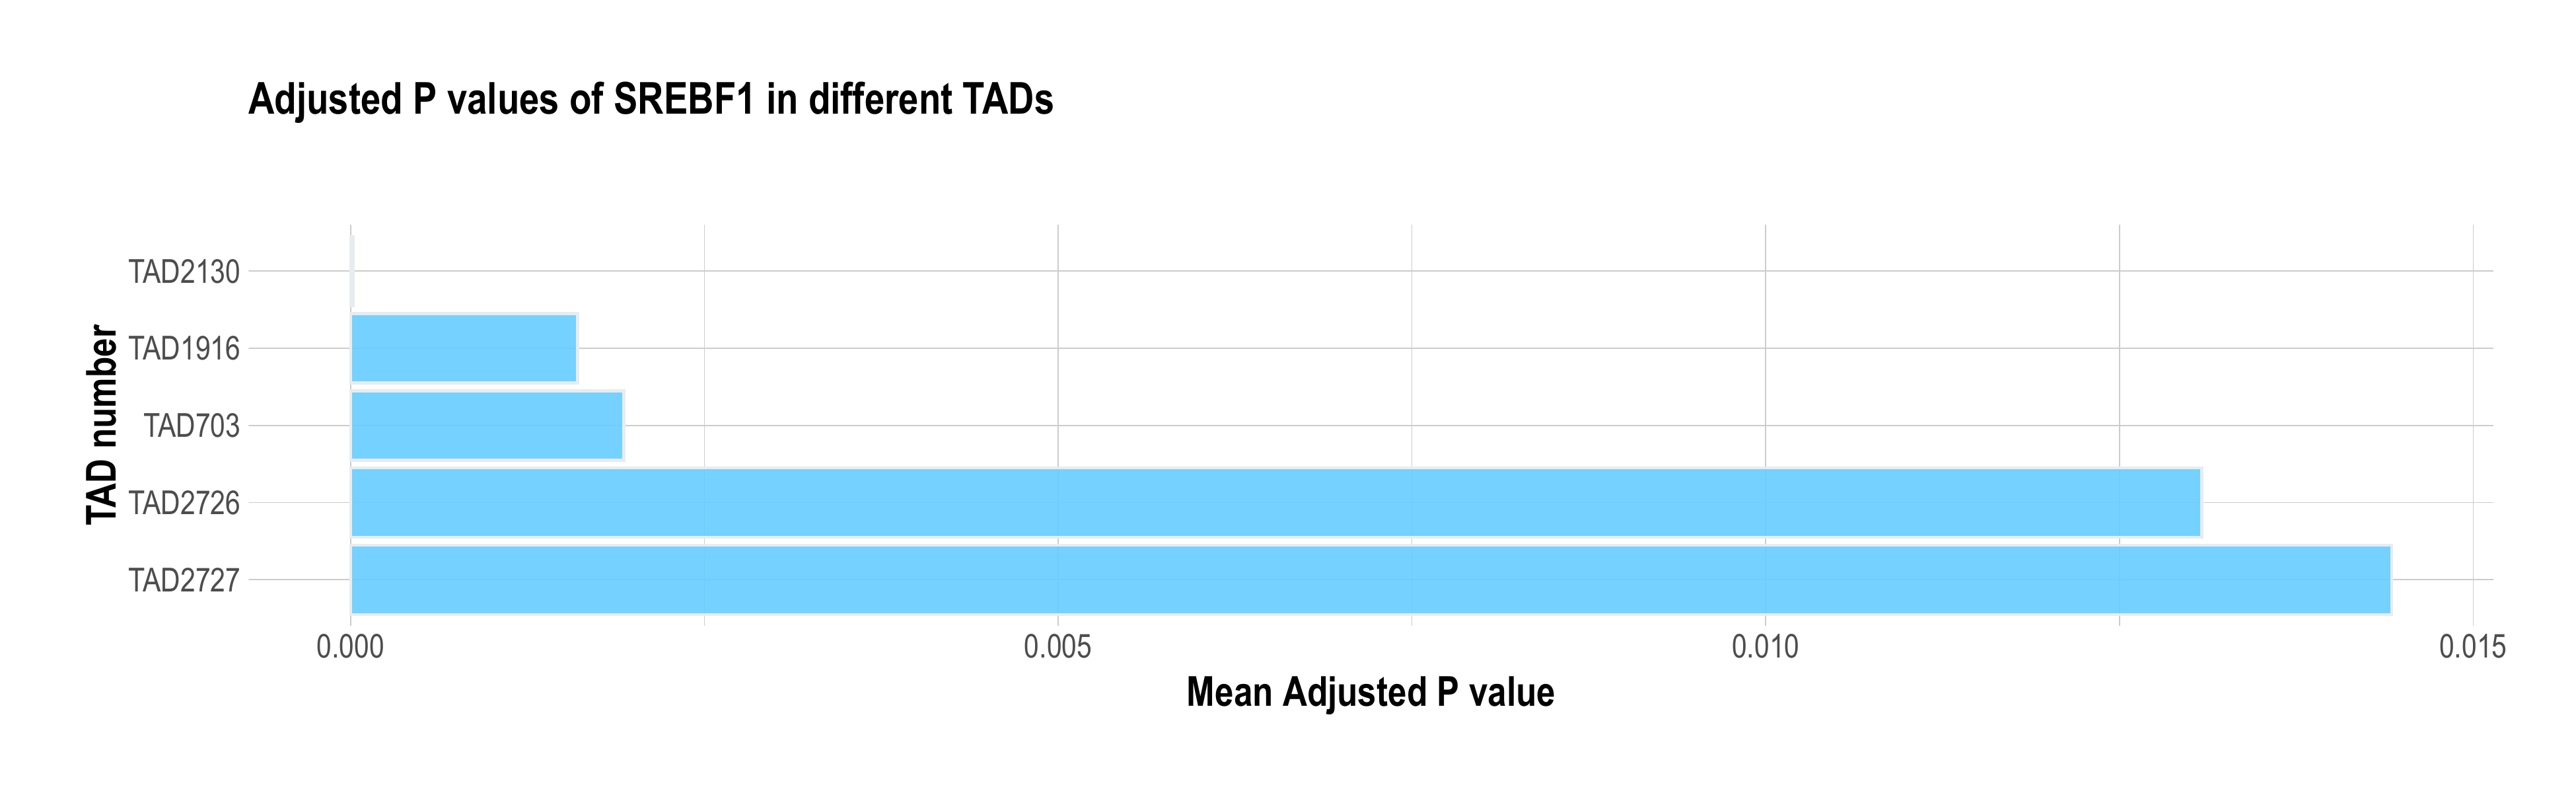 Adjusted P values of SREBF1 in different TADs
TAD number
TAD2130
TAD1916
TAD703
TAD2726
TAD2727
0.000 0.005 0.010 0.015
Mean Adjusted P value